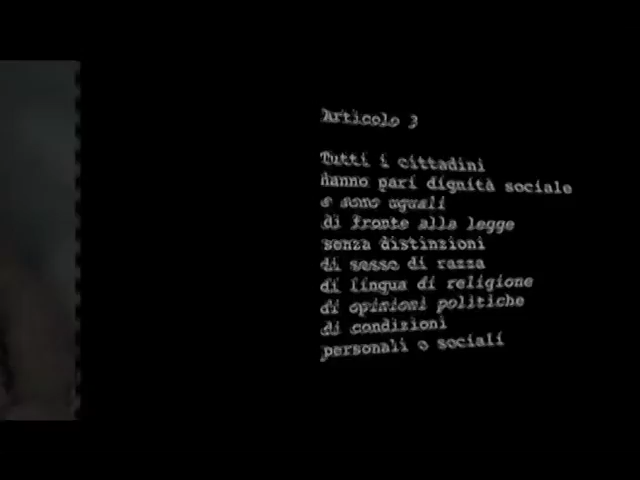 Articolo 3
Tutti i cittadini
hanno pari dignità sociale
e sono uguali
di fronte alla legge
senza distinzioni
di sesso di razza
di lingua di religione
di opinioni politiche
di condizioni
personali o sociali